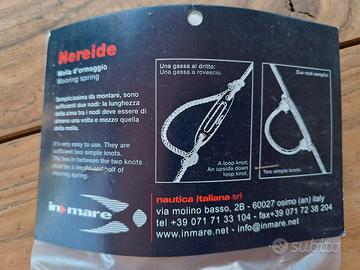 Nereide
Molla d'ormeggio
Mooring spring
Semplicissima da montare, sono
sufficienti due nodi: la lunghezza
della cima tra i nodi deve essere di
almeno una volta e mezzo quella
della molla.
It's very easy to use. They are
sufficient two simple knots.
The line in between the two knots
must be a lenght and half of
mearing spring.
Una gassa al dritto:
Una gassa a rovescio.
A loop knot:
An upside down
loop knot.
Due nodi semplici
Two simple knots.
inmare
nautica italiana srl
via molino basso, 2B - 60027 osimo (an) italy
tel +39 071 71 33 104 - fax+39 071 72 38 204
www.inmare.net - info@inmare.net
subito